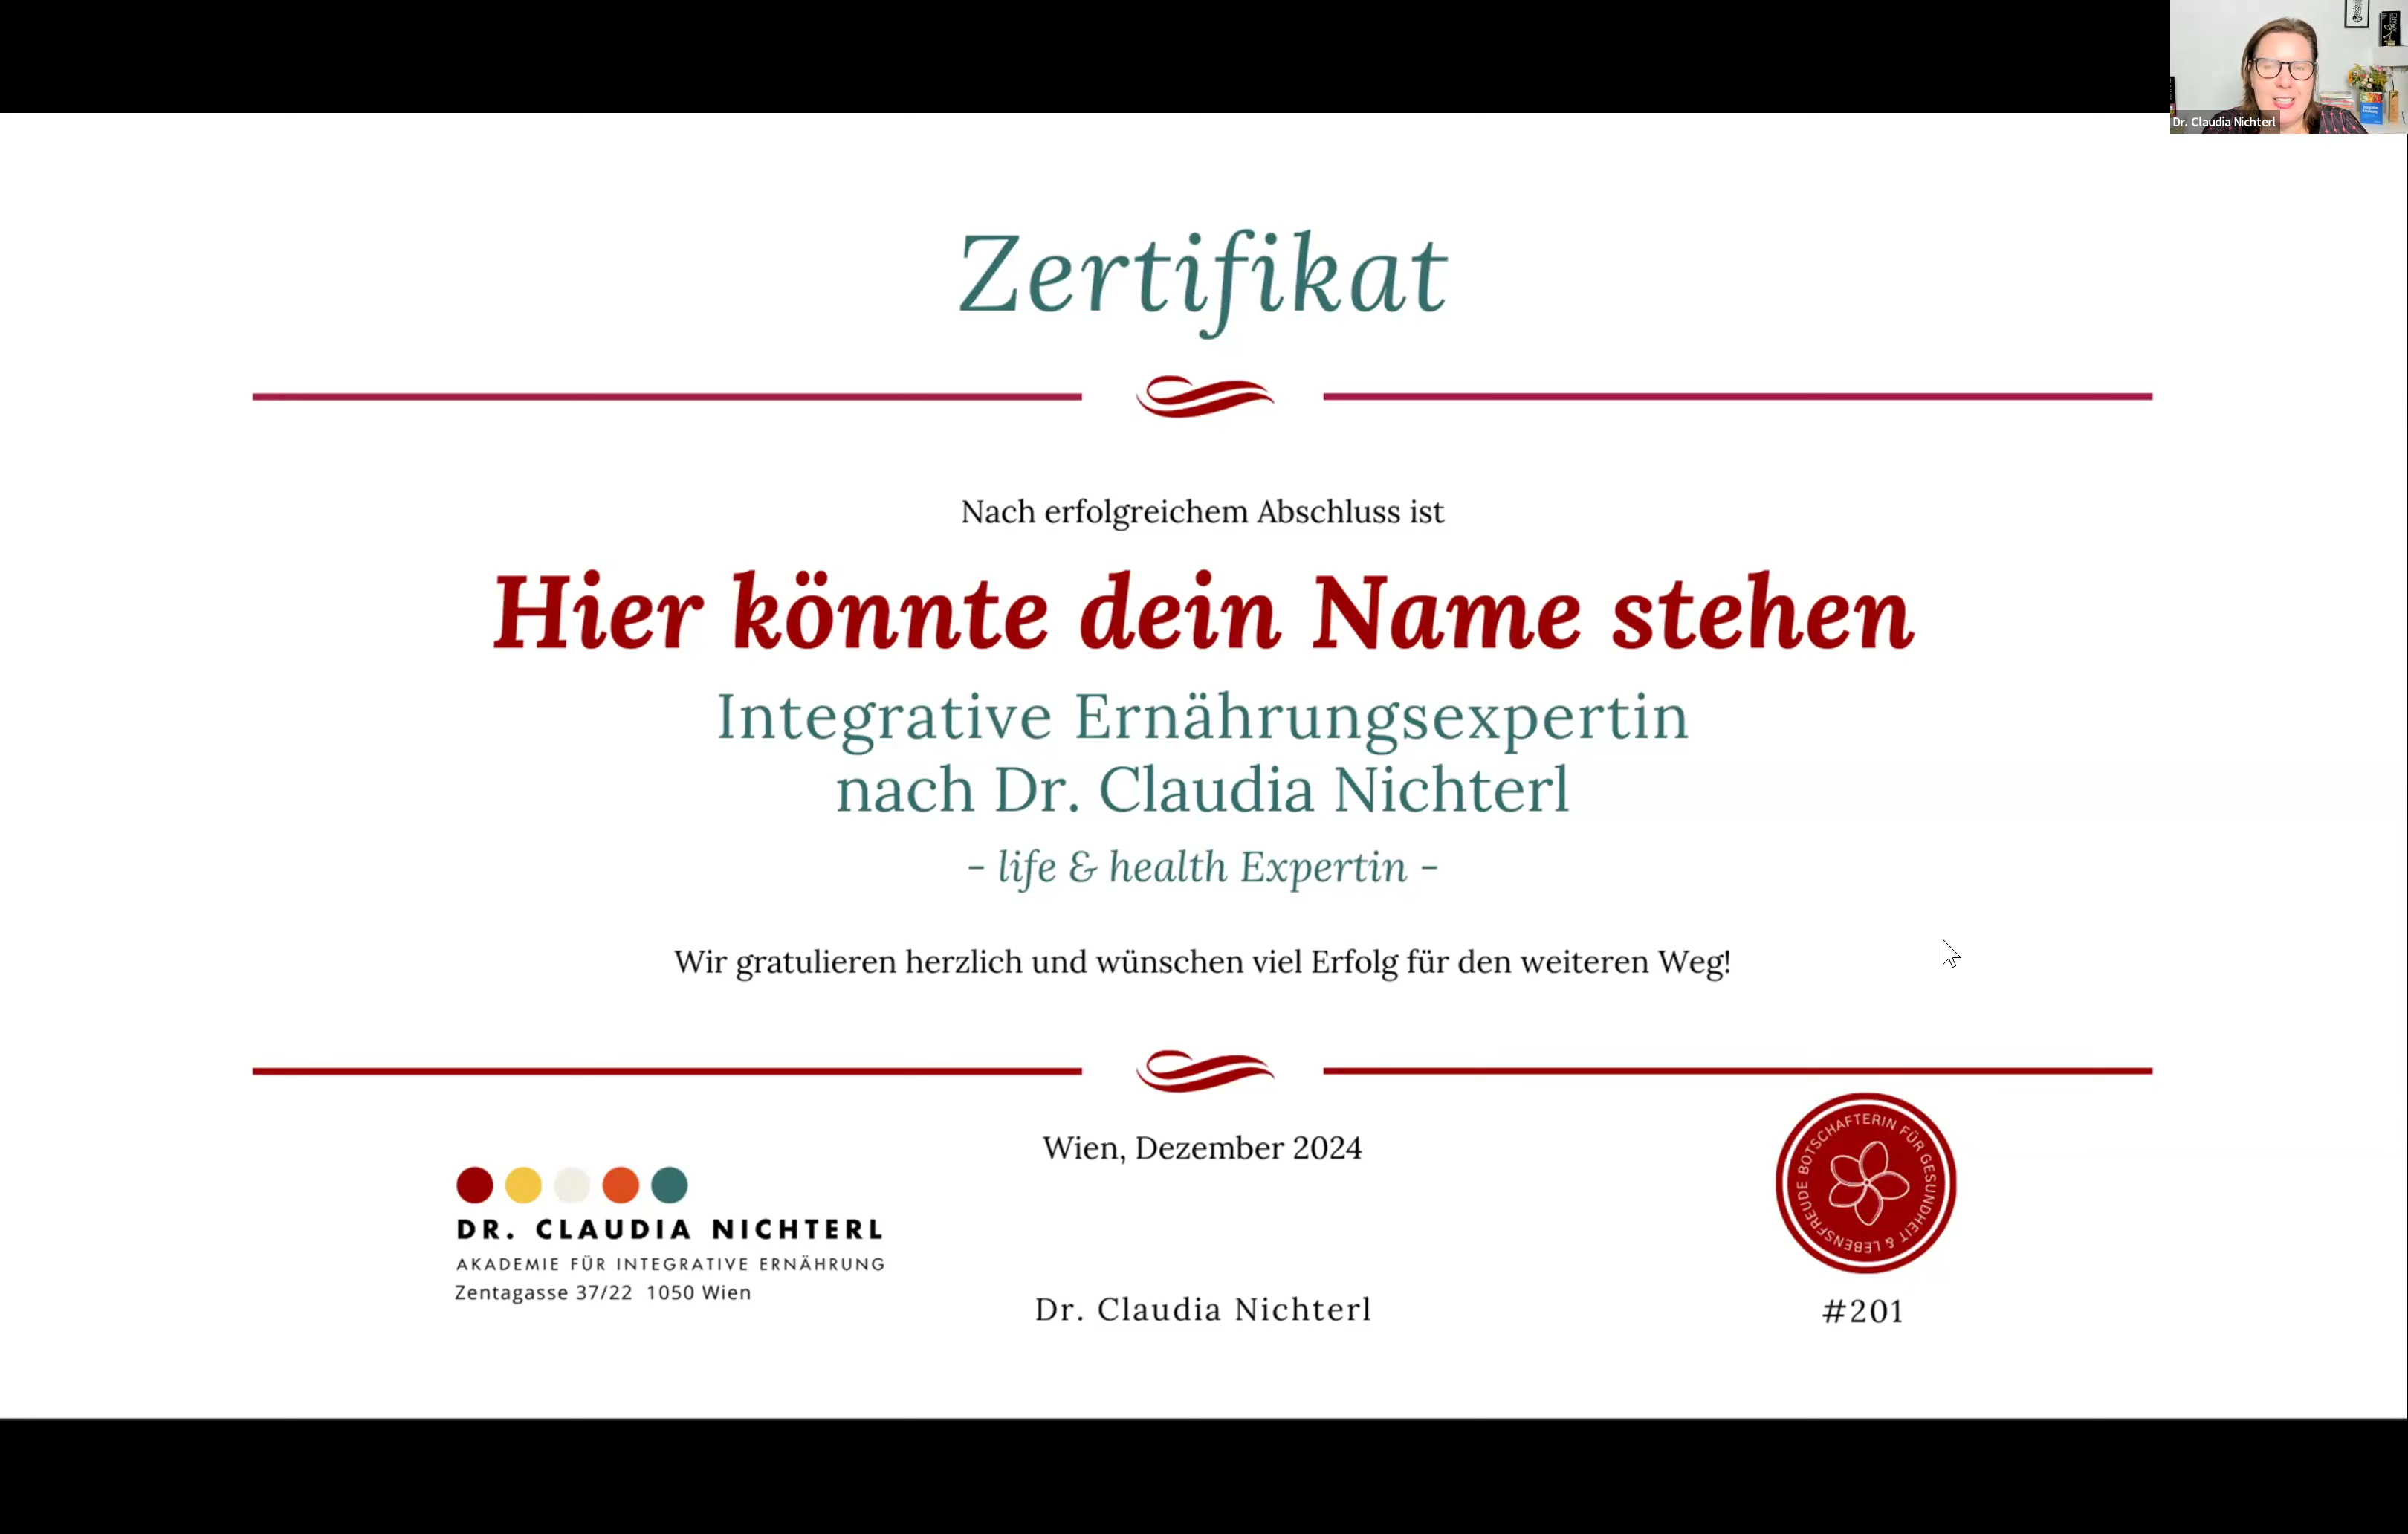 Dr. Claudia Nichterl
Zertifikat
Nach erfolgreichem Abschluss ist
Hier könnte dein Name stehen
Integrative Ernährungsexpertin
nach Dr. Claudia Nichterl
- life & health Expertin -
Wir gratulieren herzlich und wünschen viel Erfolg für den weiteren Weg!
Wien, Dezember 2024
DR. CLAUDIA NICHTERL
AKADEMIE FÜR INTEGRATIVE ERNÄHRUNG
Zentagasse 37/22 1050 Wien
Dr. Claudia Nichterl
BOTSCHAFTERIN FÜR GESUNDHEIT & LEBENSFREUDE
#201